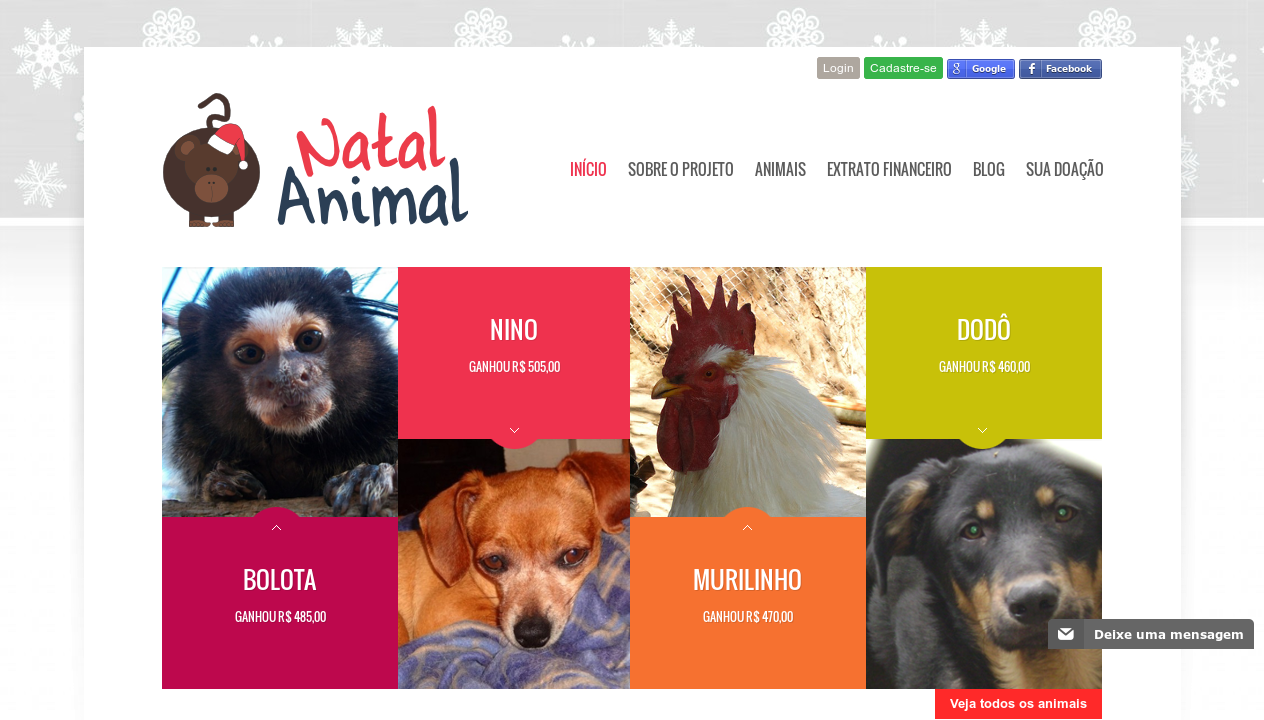 Login
Cadastre-se
Google
Facebook
Natal
Animal
INÍCIO
SOBRE O PROJETO
ANIMAIS
EXTRATO FINANCEIRO
BLOG
SUA DOAÇÃO
NINO
GANHOU R$ 505,00
DODÔ
GANHOU R$ 460,00
BOLOTA
GANHOU R$ 485,00
MURILINHO
GANHOU R$ 470,00
Deixe uma mensagem
Veja todos os animais